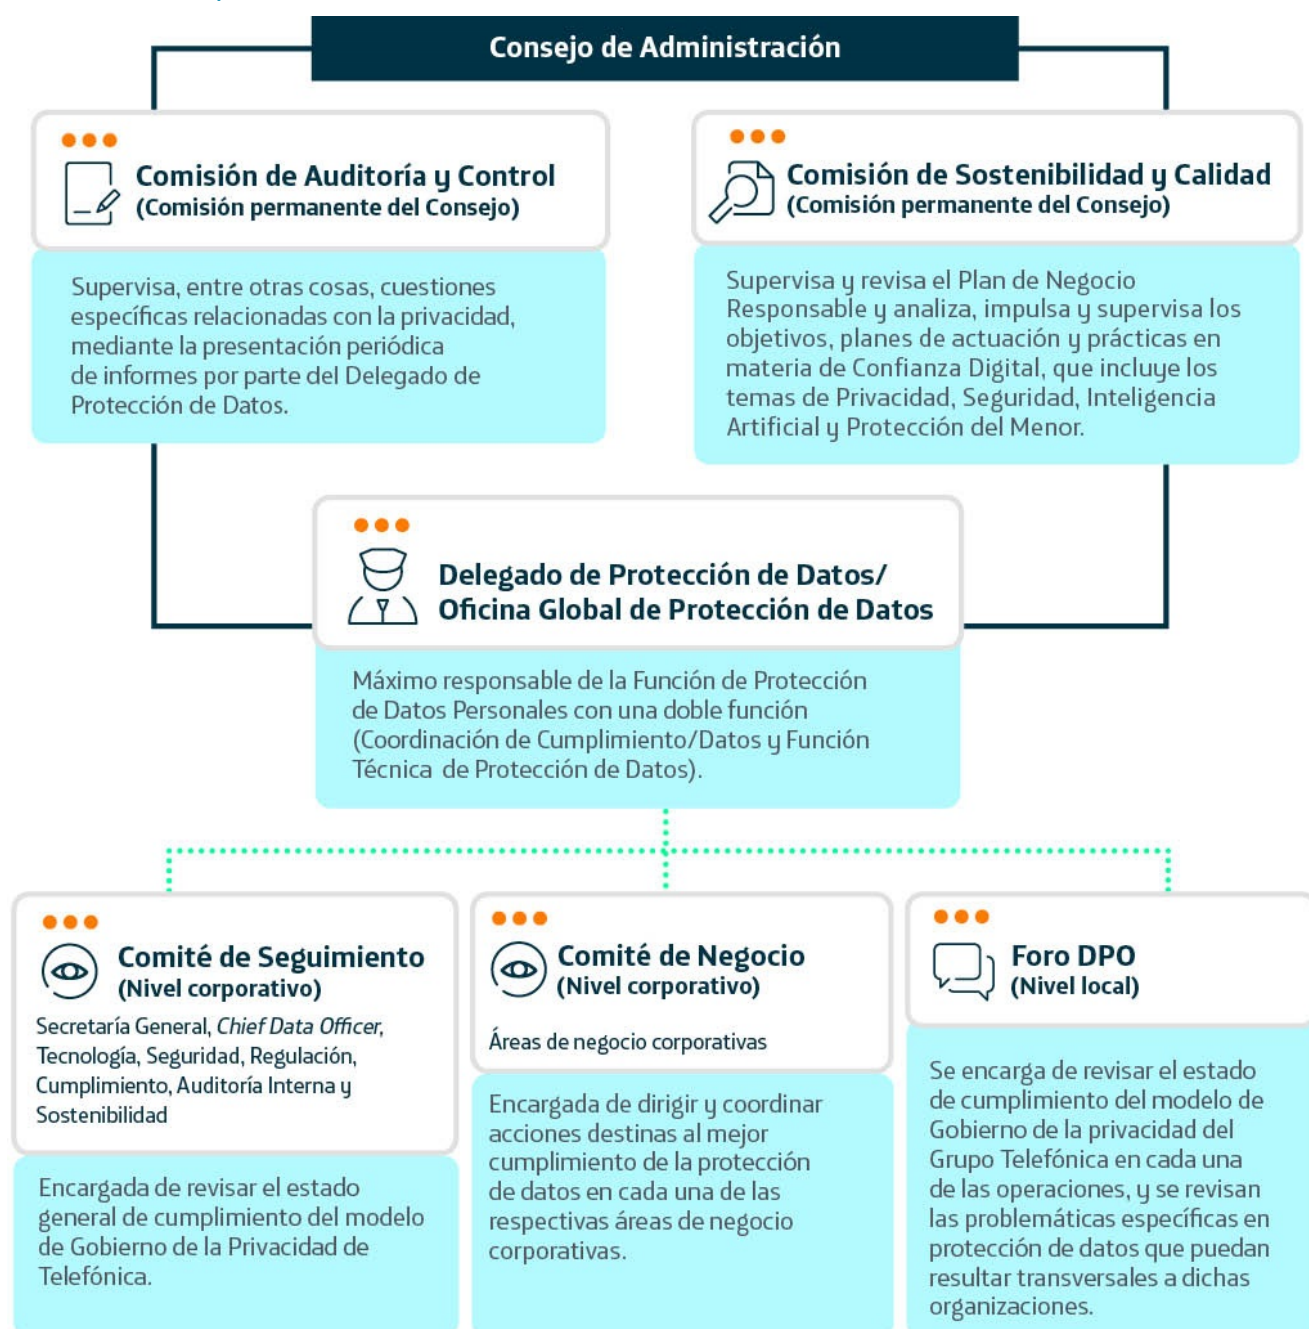 Consejo de Administración
Comisión de Auditoría y Control
(Comisión permanente del Consejo)
Supervisa, entre otras cosas, cuestiones
específicas relacionadas con la privacidad,
mediante la presentación periódica
de informes por parte del Delegado de
Protección de Datos.
Comisión de Sostenibilidad y Calidad
(Comisión permanente del Consejo)
Supervisa y revisa el Plan de Negocio
Responsable y analiza, impulsa y supervisa los
objetivos, planes de actuación y prácticas en
materia de Confianza Digital, que incluye los
temas de Privacidad, Seguridad, Inteligencia
Artificial y Protección del Menor.
Delegado de Protección de Datos/
Oficina Global de Protección de Datos
Máximo responsable de la Función de Protección
de Datos Personales con una doble función
(Coordinación de Cumplimiento/Datos y Función
Técnica de Protección de Datos).
Comité de Seguimiento
(Nivel corporativo)
Secretaría General, Chief Data Officer,
Tecnología, Seguridad, Regulación,
Cumplimiento, Auditoría Interna y
Sostenibilidad
Encargada de revisar el estado
general de cumplimiento del modelo
de Gobierno de la Privacidad de
Telefónica.
Comité de Negocio
(Nivel corporativo)
Áreas de negocio corporativas
Encargada de dirigir y coordinar
acciones destinas al mejor
cumplimiento de la protección
de datos en cada una de las
respectivas áreas de negocio
corporativas.
Foro DPO
(Nivel local)
Se encarga de revisar el estado
de cumplimiento del modelo de
Gobierno de la privacidad del
Grupo Telefónica en cada una
de las operaciones, y se revisan
las problemáticas específicas en
protección de datos que puedan
resultar transversales a dichas
organizaciones.